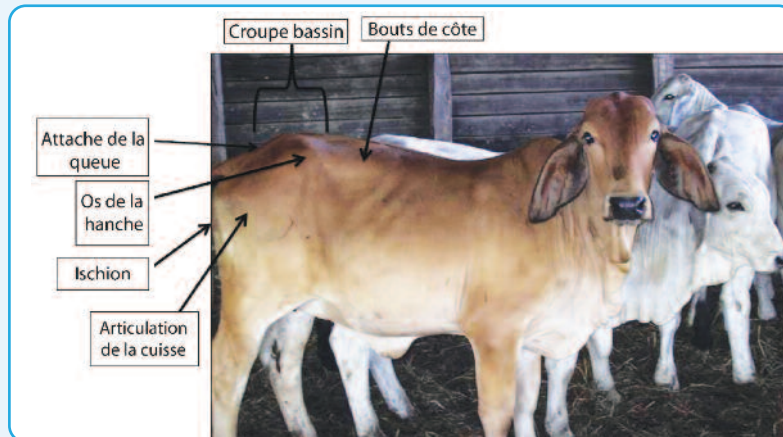 Croupe bassin
Bouts de côte
Attache de la
queue
Os de la
hanche
Ischion
Articulation
de la cuisse